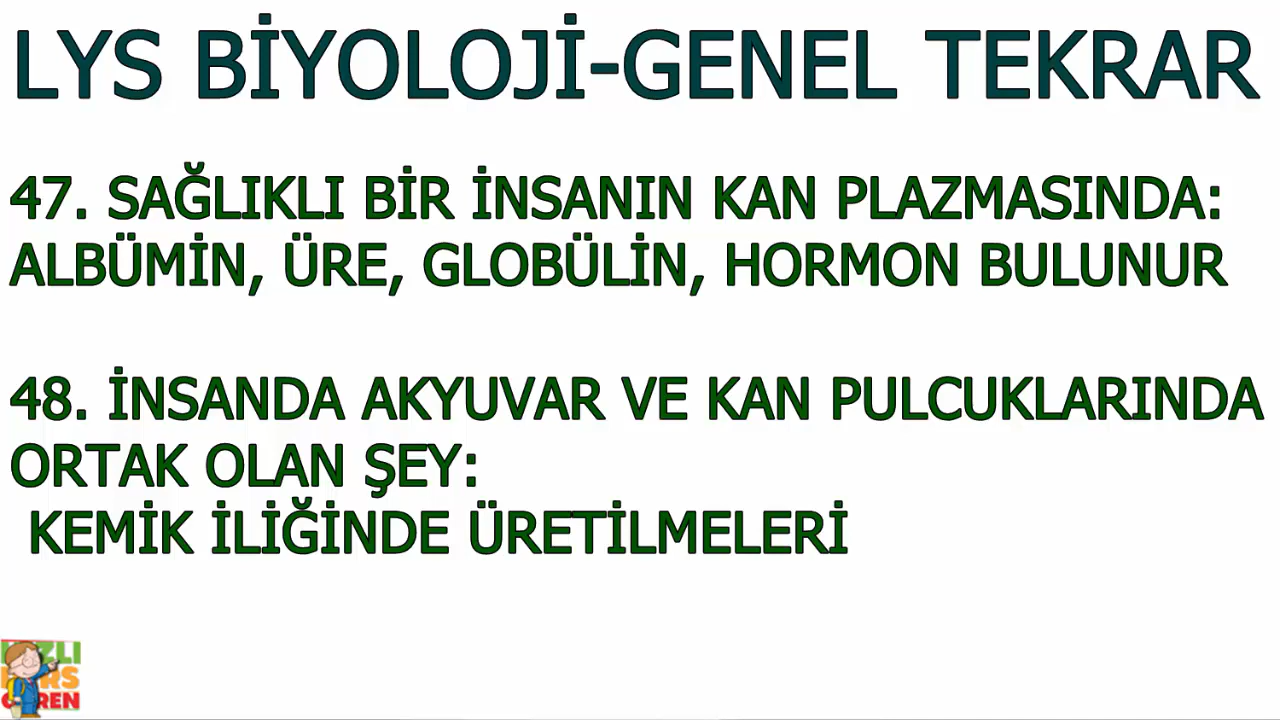 LYS BİYOLOJİ-GENEL TEKRAR
47. SAĞLIKLI BİR İNSANIN KAN PLAZMASINDA:
ALBÜMİN, ÜRE, GLOBÜLİN, HORMON BULUNUR
48. İNSANDA AKYUVAR VE KAN PULCUKLARINDA
ORTAK OLAN ŞEY:
KEMİK İLİĞİNDE ÜRETİLMELERİ